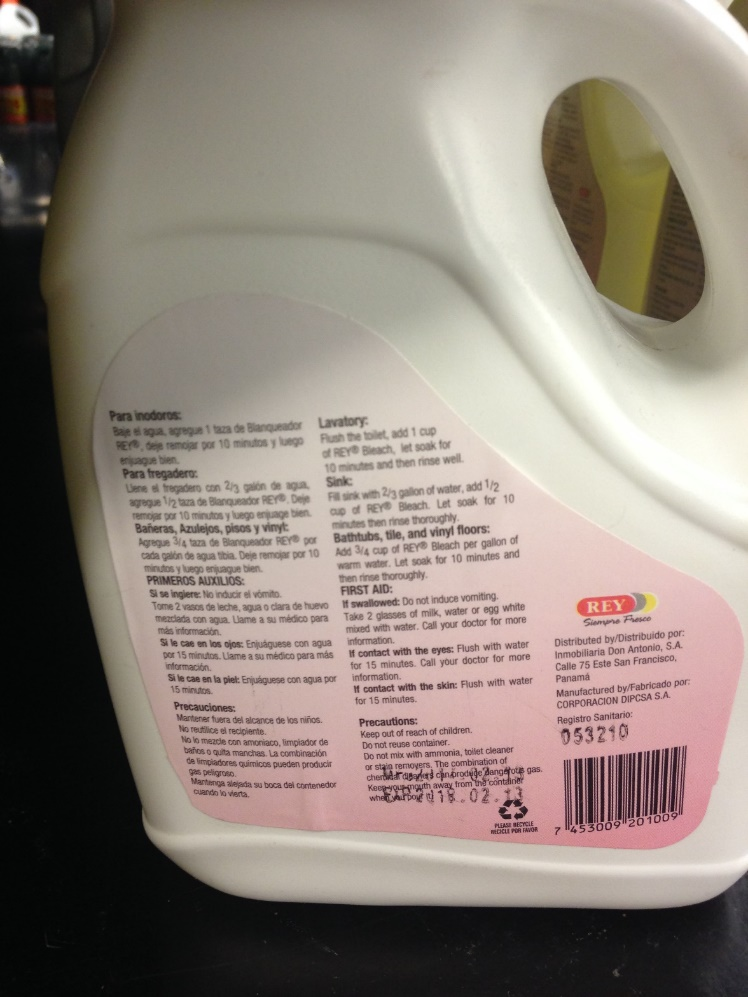 Para inodoros:
Baje el agua, agregue 1 taza de Blanqueador
REY®, deje remojar por 10 minutos y luego
enjuague bien.
Para fregadero:
Llene el fregadero con 2/3 galón de agua,
agregue 1/2 taza de Blanqueador REY®. Deje
remojar por 10 minutos y luego enjuage bien.
Bañeras, Azulejos, pisos y vinyl:
Agregue 3/4 taza de Blanqueador REY® por
cada galón de agua tibia. Deje remojar por 10
minutos y luego enjuague bien.
PRIMEROS AUXILIOS:
Si se ingiere: No inducir el vómito.
Tome 2 vasos de leche, agua o clara de huevo
mezclada con agua. Llame a su médico para
más información.
Si le cae en los ojos: Enjuáguese con agua
por 15 minutos. Llame a su médico para más
información.
Si le cae en la piel: Enjuáguese con agua por
15 minutos.
Precauciones:
Mantener fuera del alcance de los niños.
No reutilice el recipiente.
No lo mezcle con amoniaco, limpiador de
baños o quita manchas. La combinación
de limpiadores químicos pueden producir
gas peligroso.
Mantenga alejada su boca del contenedor
cuando lo vierta.
Lavatory:
Flush the toilet, add 1 cup
of REY® Bleach, let soak for
10 minutes and then rinse well.
Sink:
Fill sink with 2/3 gallon of water, add 1/2
cup of REY® Bleach. Let soak for 10
minutes then rinse thoroughly.
Bathtubs, tile, and vinyl floors:
Add 3/4 cup of REY® Bleach per gallon of
warm water. Let soak for 10 minutes and
then rinse thoroughly.
FIRST AID:
If swallowed: Do not induce vomiting.
Take 2 glasses of milk, water or egg white
mixed with water. Call your doctor for more
information.
If contact with the eyes: Flush with water
for 15 minutes. Call your doctor for more
information.
If contact with the skin: Flush with water
for 15 minutes.
Precautions:
Keep out of reach of children.
Do not reuse container.
Do not mix with ammonia, toilet cleaner
or stain removers. The combination of
chemical cleaners can produce dangerous gas.
Keep your mouth away from the container
when you pour it.
PLEASE RECYCLE
RECICLE POR FAVOR
REY
Siempre Fresco
Distributed by/Distribuido por:
Inmobiliaria Don Antonio, S.A.
Calle 75 Este San Francisco,
Panamá
Manufactured by/Fabricado por:
CORPORACION DIPCSA S.A.
Registro Sanitario:
053210
7 453009 201009